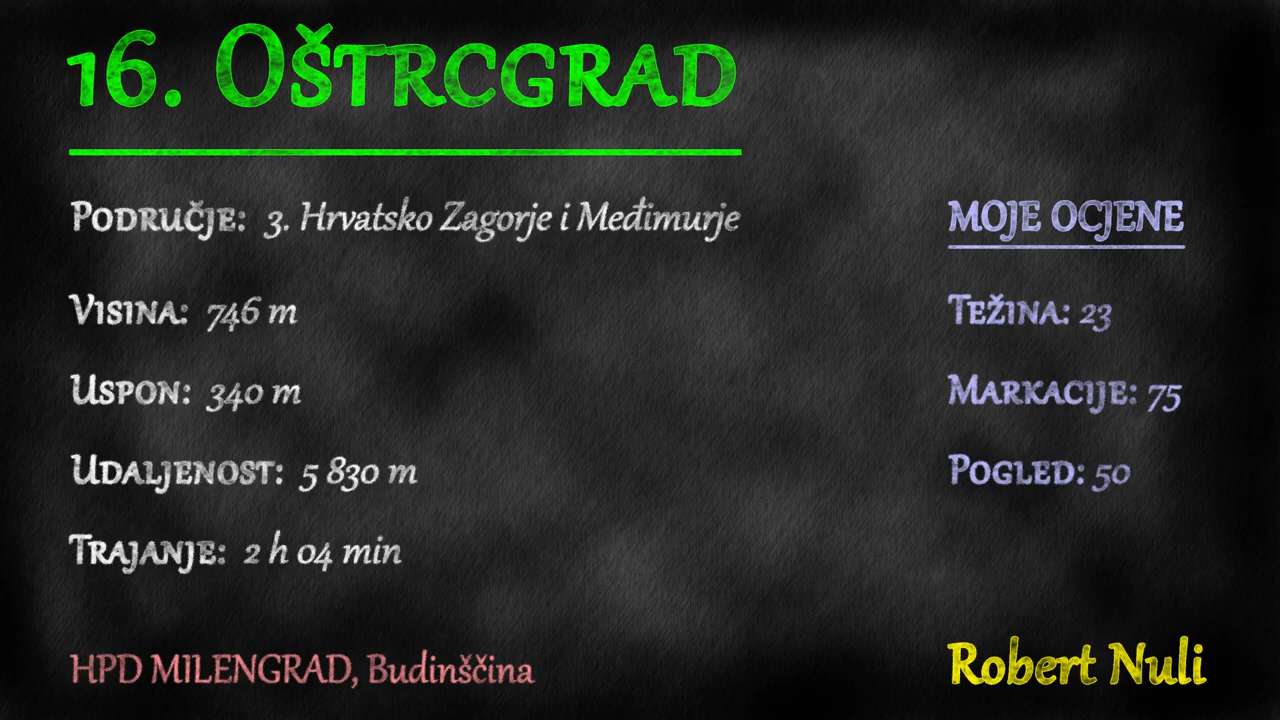 16. OŠTRCGRAD
PODRUČJE: 3. Hrvatsko Zagorje i Međimurje
VISINA: 746 m
USPON: 340 m
UDALJENOST: 5 830 m
TRAJANJE: 2 h 04 min
HPD MILENGRAD, Budinščina
MOJE OCJENE
TEŽINA: 23
MARKACIJE: 75
POGLED: 50
Robert Nuli